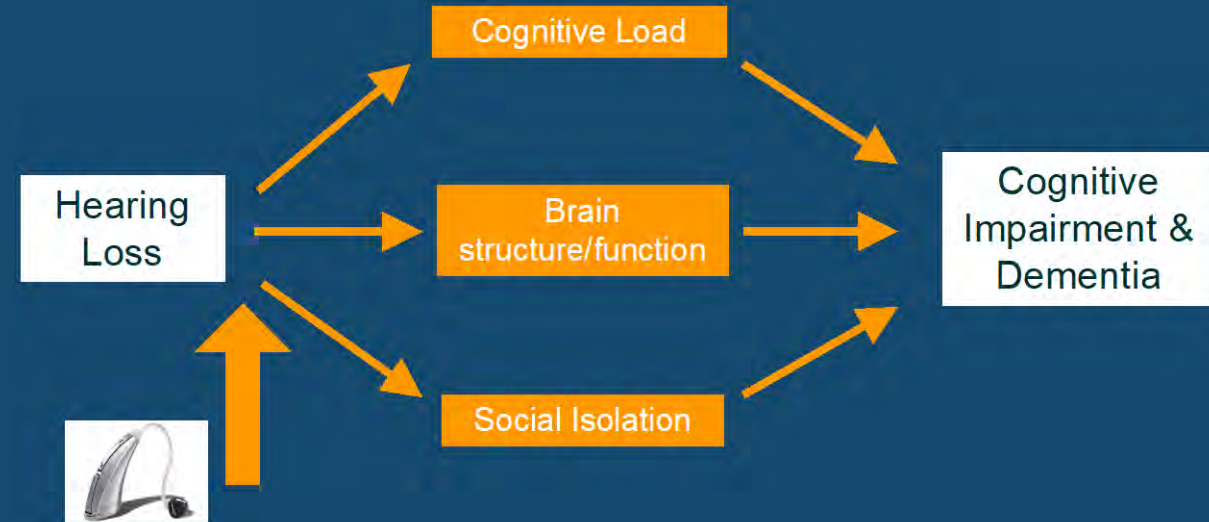 Cognitive Load
Hearing
Loss
Brain
structure/function
Cognitive
Impairment &
Dementia
Social Isolation